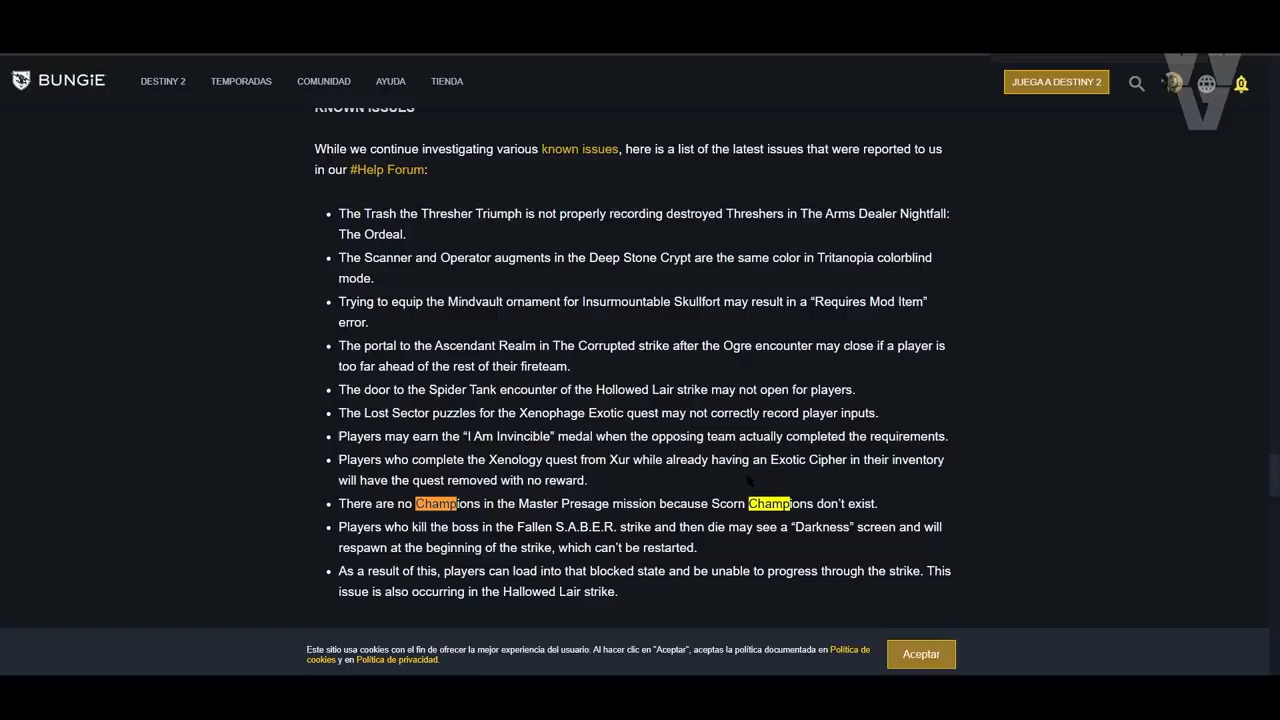 BUNGiE
DESTINY 2 TEMPORADAS COMUNIDAD AYUDA TIENDA
JUEGA A DESTINY 2
KNOWN ISSUES
While we continue investigating various known issues, here is a list of the latest issues that were reported to us
in our #Help Forum:
• The Trash the Thresher Triumph is not properly recording destroyed Threshers in The Arms Dealer Nightfall:
The Ordeal.
• The Scanner and Operator augments in the Deep Stone Crypt are the same color in Tritanopia colorblind
mode.
• Trying to equip the Mindvault ornament for Insurmountable Skullfort may result in a “Requires Mod Item”
error.
• The portal to the Ascendant Realm in The Corrupted strike after the Ogre encounter may close if a player is
too far ahead of the rest of their fireteam.
• The door to the Spider Tank encounter of the Hollowed Lair strike may not open for players.
• The Lost Sector puzzles for the Xenophage Exotic quest may not correctly record player inputs.
• Players may earn the “I Am Invincible” medal when the opposing team actually completed the requirements.
• Players who complete the Xenology quest from Xur while already having an Exotic Cipher in their inventory
will have the quest removed with no reward.
• There are no Champions in the Master Presage mission because Scorn Champions don’t exist.
• Players who kill the boss in the Fallen S.A.B.E.R. strike and then die may see a “Darkness” screen and will
respawn at the beginning of the strike, which can’t be restarted.
• As a result of this, players can load into that blocked state and be unable to progress through the strike. This
issue is also occurring in the Hallowed Lair strike.
Este sitio usa cookies con el fin de ofrecer la mejor experiencia del usuario. Al hacer clic en "Aceptar", aceptas la política documentada en Política de
cookies y en Política de privacidad.
Aceptar